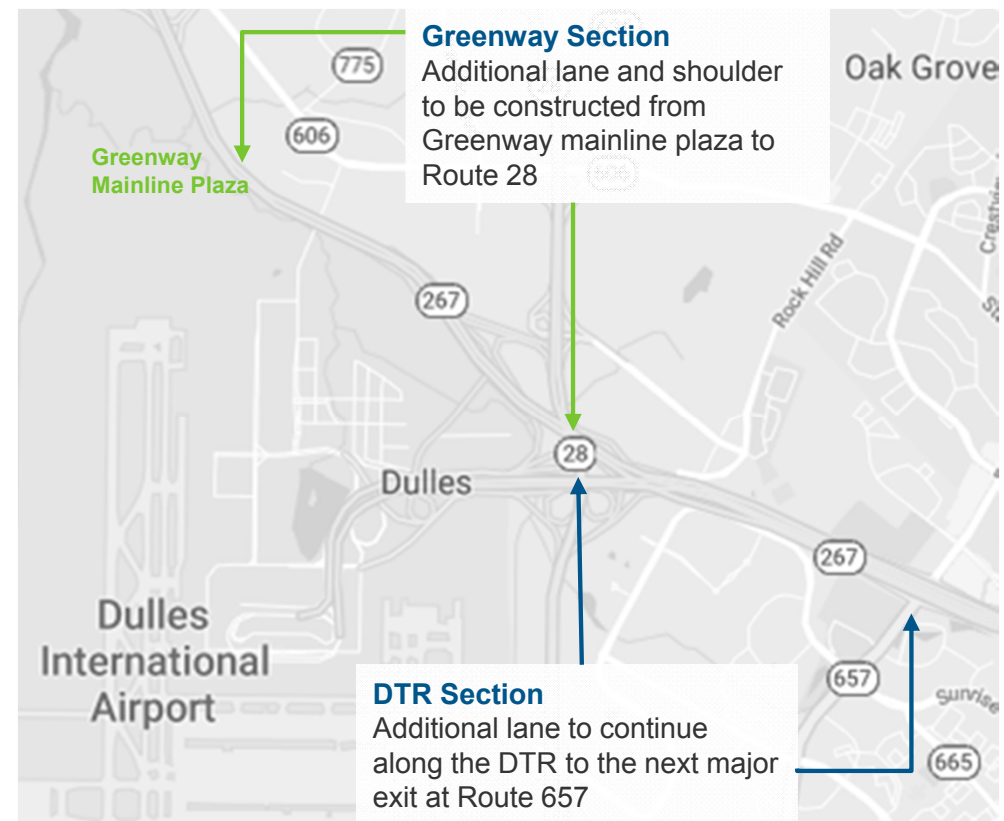 Greenway Section
Additional lane and shoulder
to be constructed from
Greenway mainline plaza to
Route 28
775
Oak Grove
606
Greenway
Mainline Plaza
606
Rock Hill Rd
267
28
Dulles
267
Dulles
International
Airport
DTR Section
Additional lane to continue
along the DTR to the next major
exit at Route 657
657
Sunrise
665